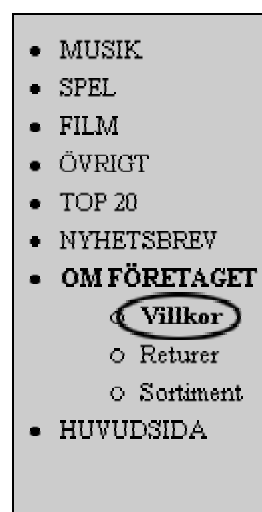 MUSIK
SPEL
FILM
ÖVRIGT
TOP 20
NYHETSBREV
OM FÖRETAGET
Villkor
Returer
Sortiment
HUVUDSIDA